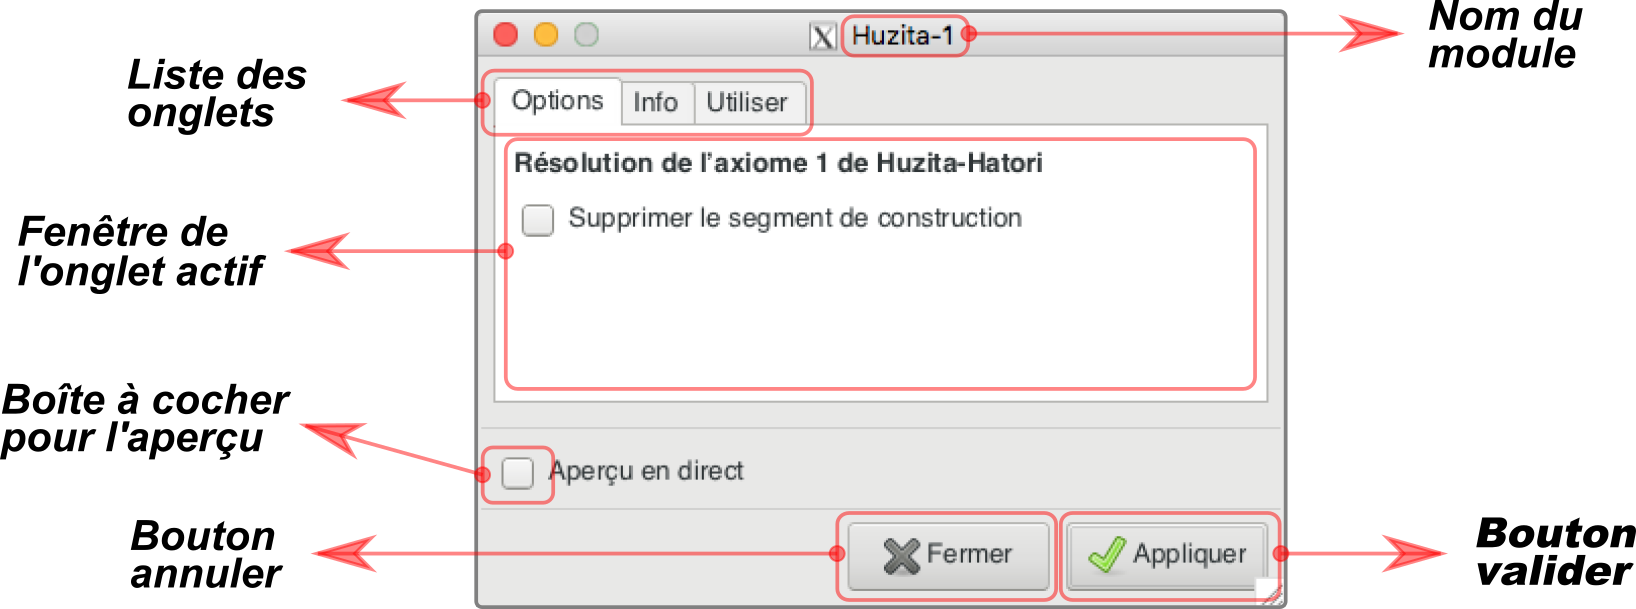 Nom du
module
Huzita-1
Liste des
onglets
Options Info Utiliser
Résolution de l'axiome 1 de Huzita-Hatori
Supprimer le segment de construction
Fenêtre de
l'onglet actif
Boîte à cocher
pour l'aperçu
Aperçu en direct
Bouton
annuler
Fermer Appliquer
Bouton
valider